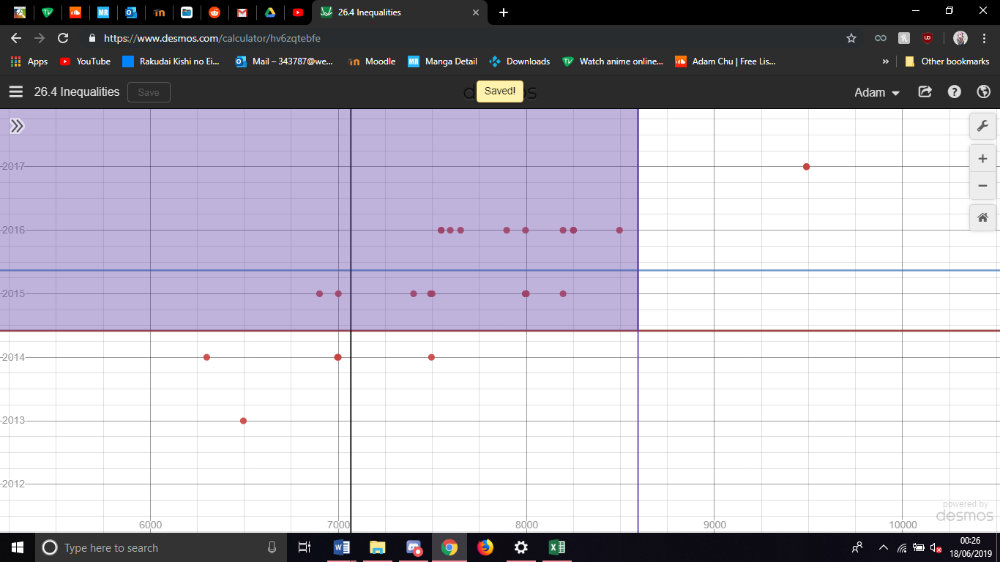 26.4 Inequalities
https://www.desmos.com/calculator/hv6zqtebfe
Apps YouTube Rakudai Kishi no Ei... Mail – 343787@we... Moodle MR Manga Detail Downloads Watch anime online... Adam Chu | Free Lis... » Other bookmarks
26.4 Inequalities Save Saved! Adam
2017
2016
2015
2014
2013
2012
powered by
desmos
6000 7000 8000 9000 10000
Type here to search
00:26
18/06/2019